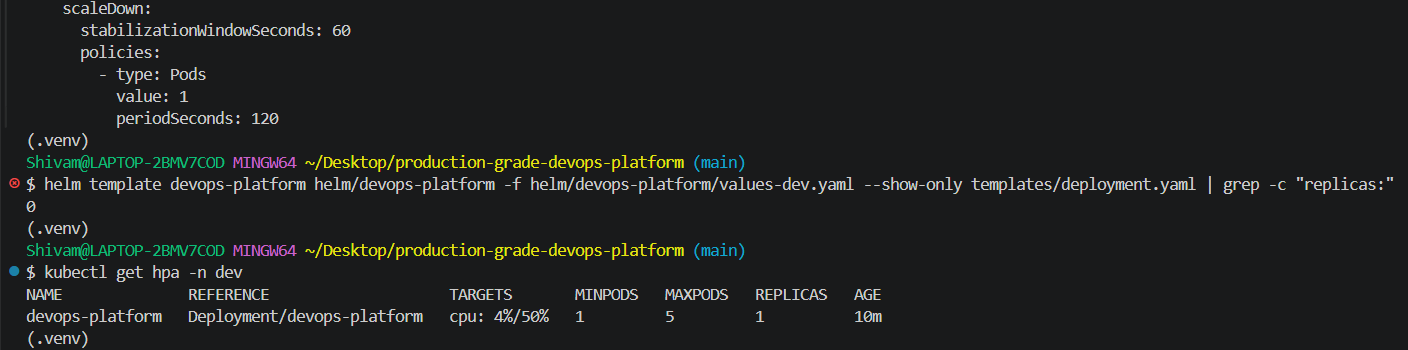 scaleDown:
stabilizationWindowSeconds: 60
policies:
- type: Pods
value: 1
periodSeconds: 120
(.venv)
Shivam@LAPTOP-2BMV7COD MINGW64 ~/Desktop/production-grade-devops-platform (main)
$ helm template devops-platform helm/devops-platform -f helm/devops-platform/values-dev.yaml --show-only templates/deployment.yaml | grep -c "replicas:"
0
(.venv)
Shivam@LAPTOP-2BMV7COD MINGW64 ~/Desktop/production-grade-devops-platform (main)
$ kubectl get hpa -n dev
NAME REFERENCE TARGETS MINPODS MAXPODS REPLICAS AGE
devops-platform Deployment/devops-platform cpu: 4%/50% 1 5 1 10m
(.venv)